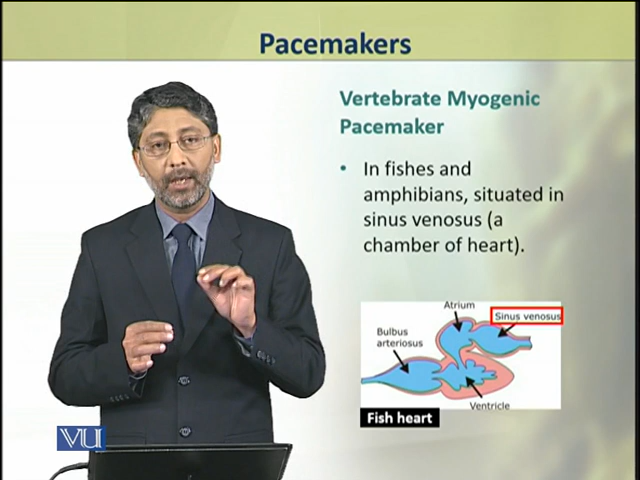 Pacemakers
Vertebrate Myogenic
Pacemaker
• In fishes and
amphibians, situated in
sinus venosus (a
chamber of heart).
Atrium
Sinus venosus
Bulbus
arteriosus
Ventricle
Fish heart
VU